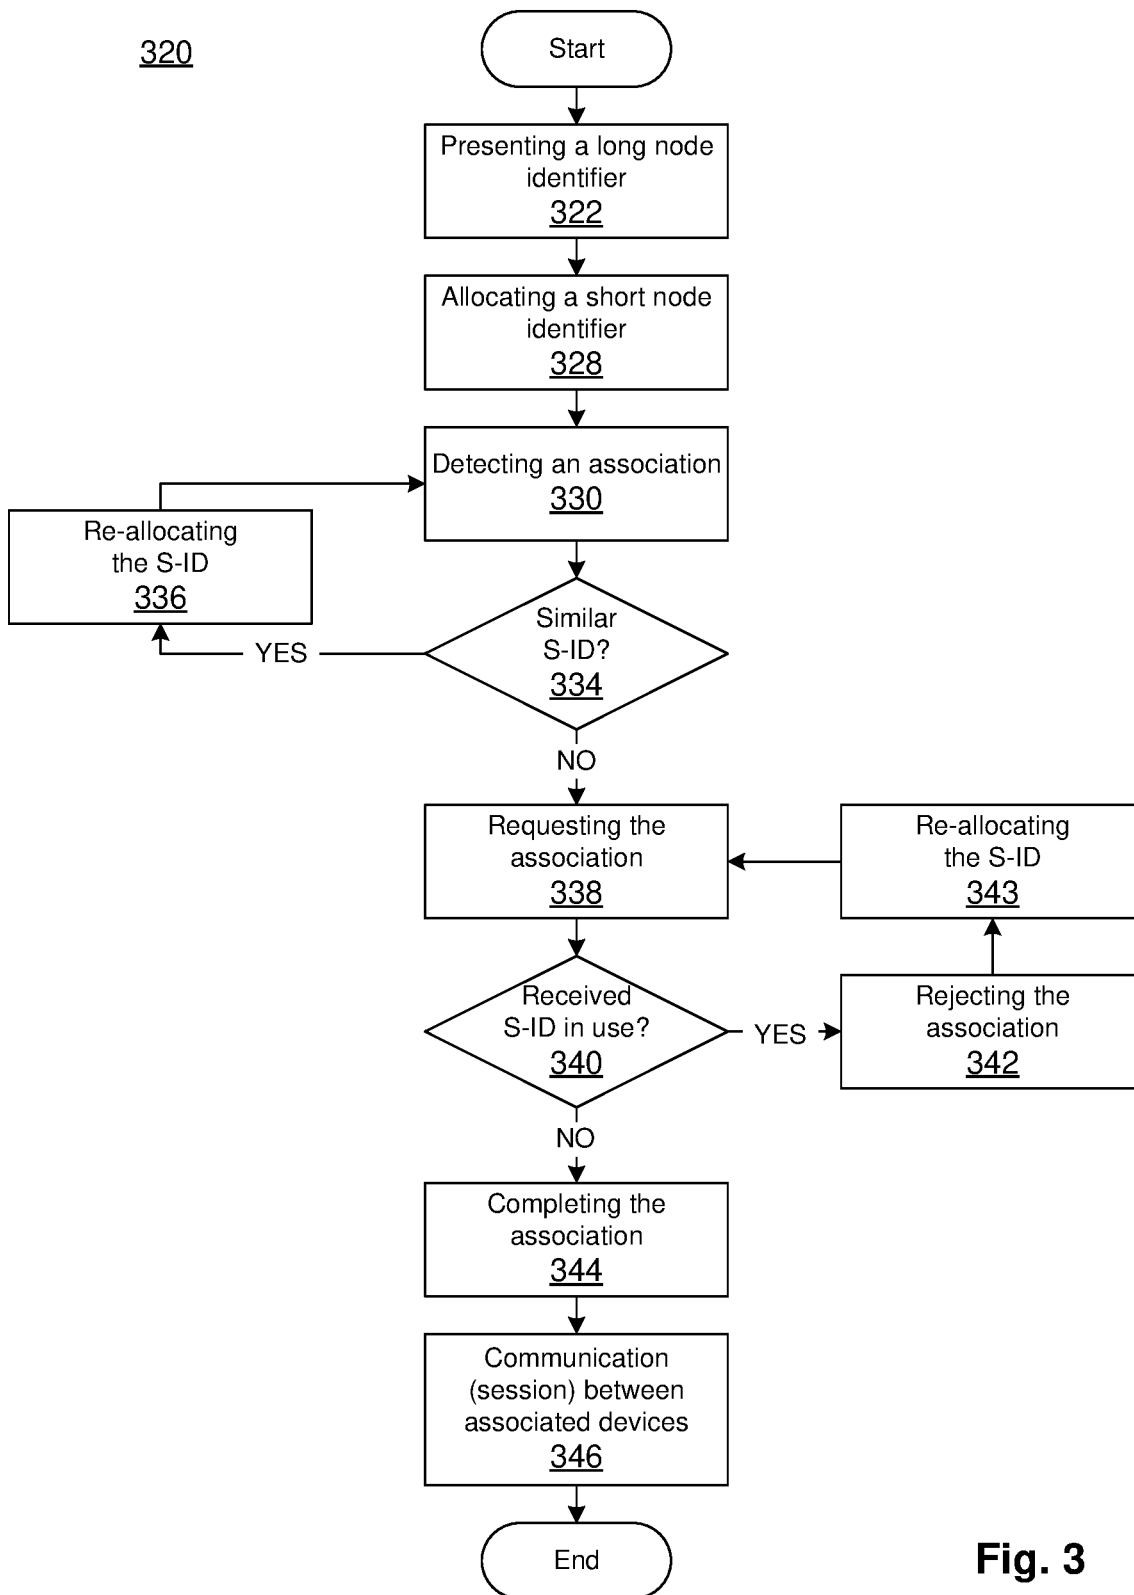 320
Start
Presenting a long node
identifier
322
Allocating a short node
identifier
328
Detecting an association
330
Re-allocating
the S-ID
336
Similar
S-ID?
334
YES
NO
Requesting the
association
338
Re-allocating
the S-ID
343
Received
S-ID in use?
340
YES
Rejecting the
association
342
NO
Completing the
association
344
Communication
(session) between
associated devices
346
End
Fig. 3